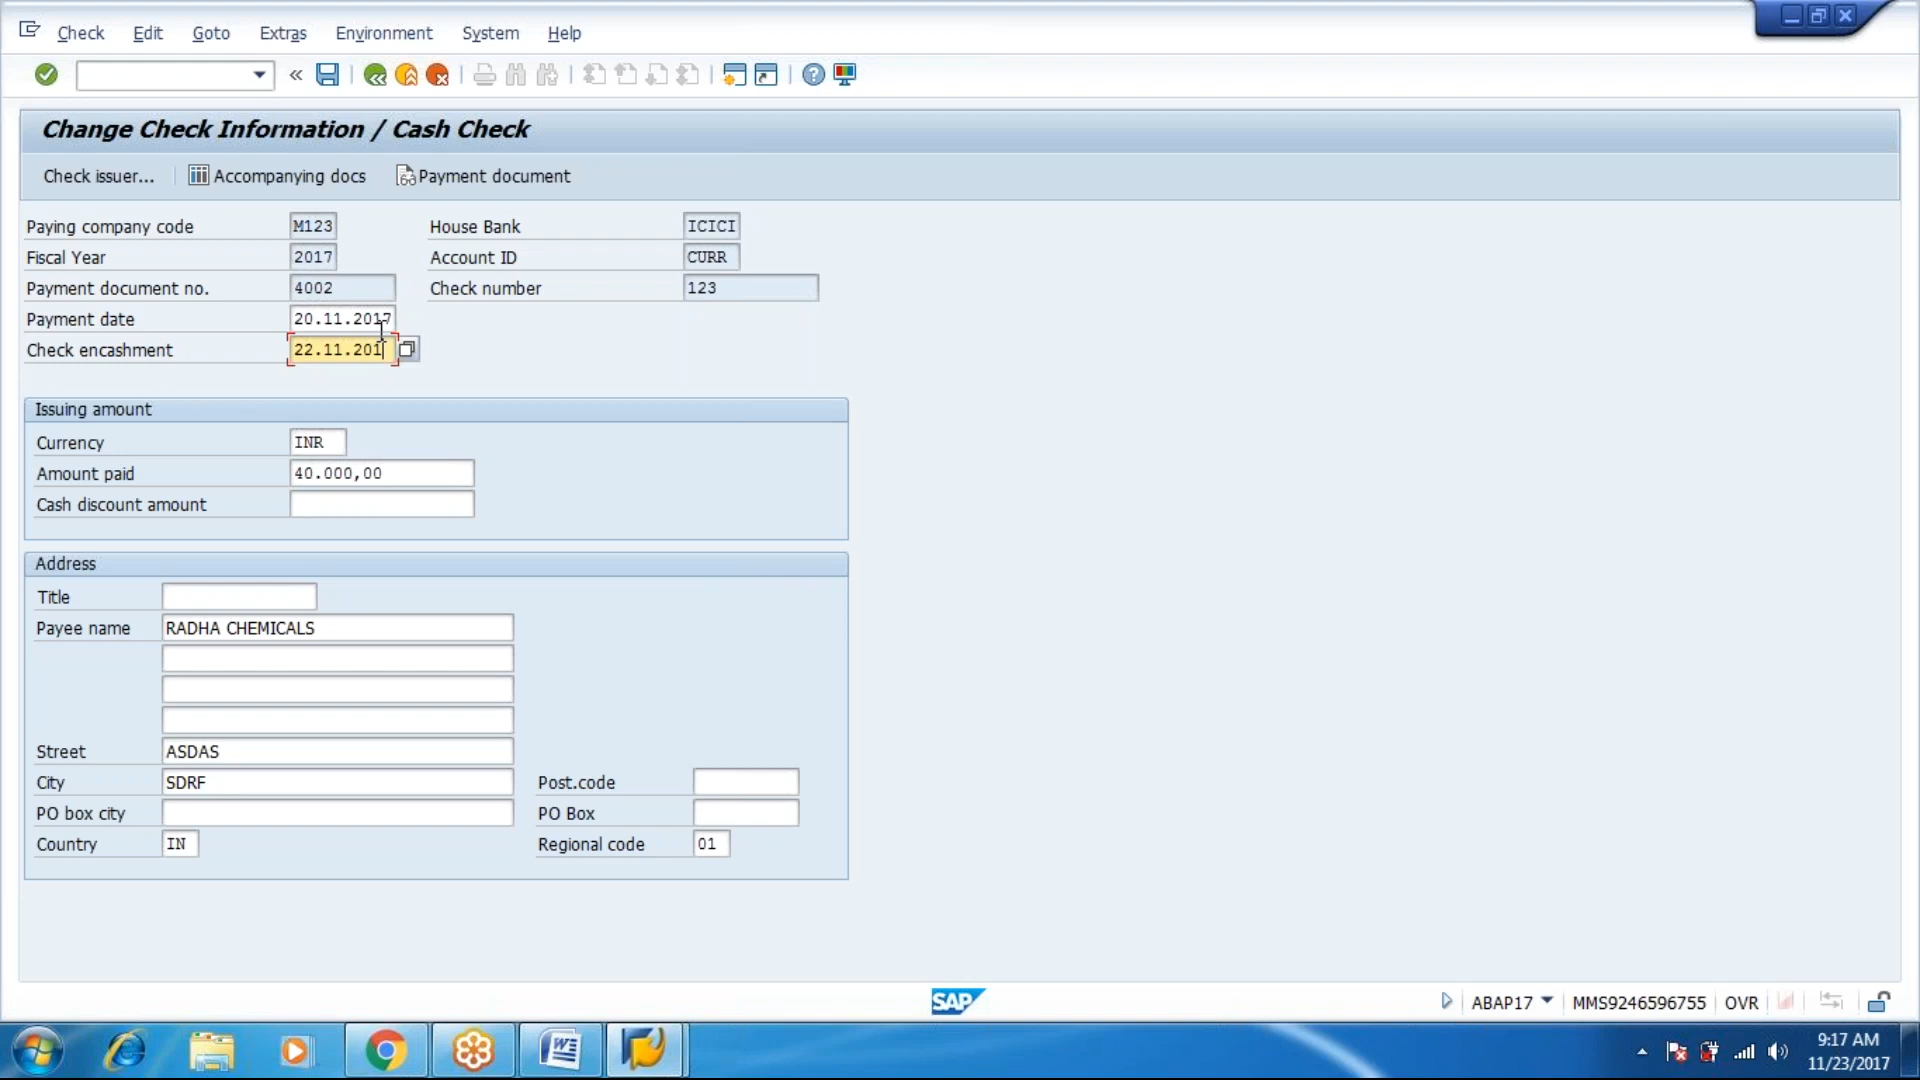 Check Edit Goto Extras Environment System Help
Change Check Information / Cash Check
Check issuer... Accompanying docs Payment document
Paying company code M123 House Bank ICICI
Fiscal Year 2017 Account ID CURR
Payment document no. 4002 Check number 123
Payment date 20.11.2017
Check encashment 22.11.201
Issuing amount
Currency INR
Amount paid 40.000,00
Cash discount amount
Address
Title
Payee name RADHA CHEMICALS
Street ASDAS
City SDRF Post.code
PO box city PO Box
Country IN Regional code 01
SAP ABAP17 MMS9246596755 OVR
9:17 AM
11/23/2017